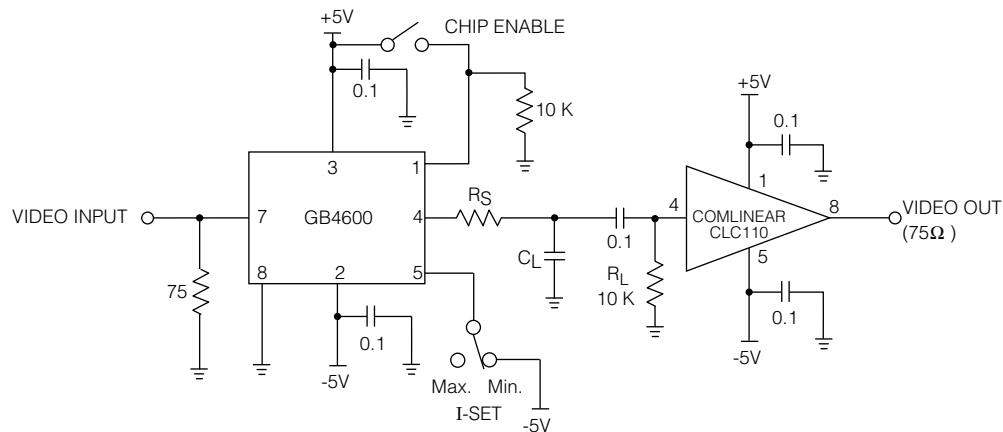 +5V
CHIP ENABLE
0.1
10 K
3
1
VIDEO INPUT
7
GB4600
4
8
2
5
75
0.1
-5V
Max.
Min.
I-SET
-5V
RS
CL
0.1
RL
10 K
+5V
0.1
1
4
COMLINEAR
CLC110
8
5
VIDEO OUT
(75Ω )
0.1
-5V